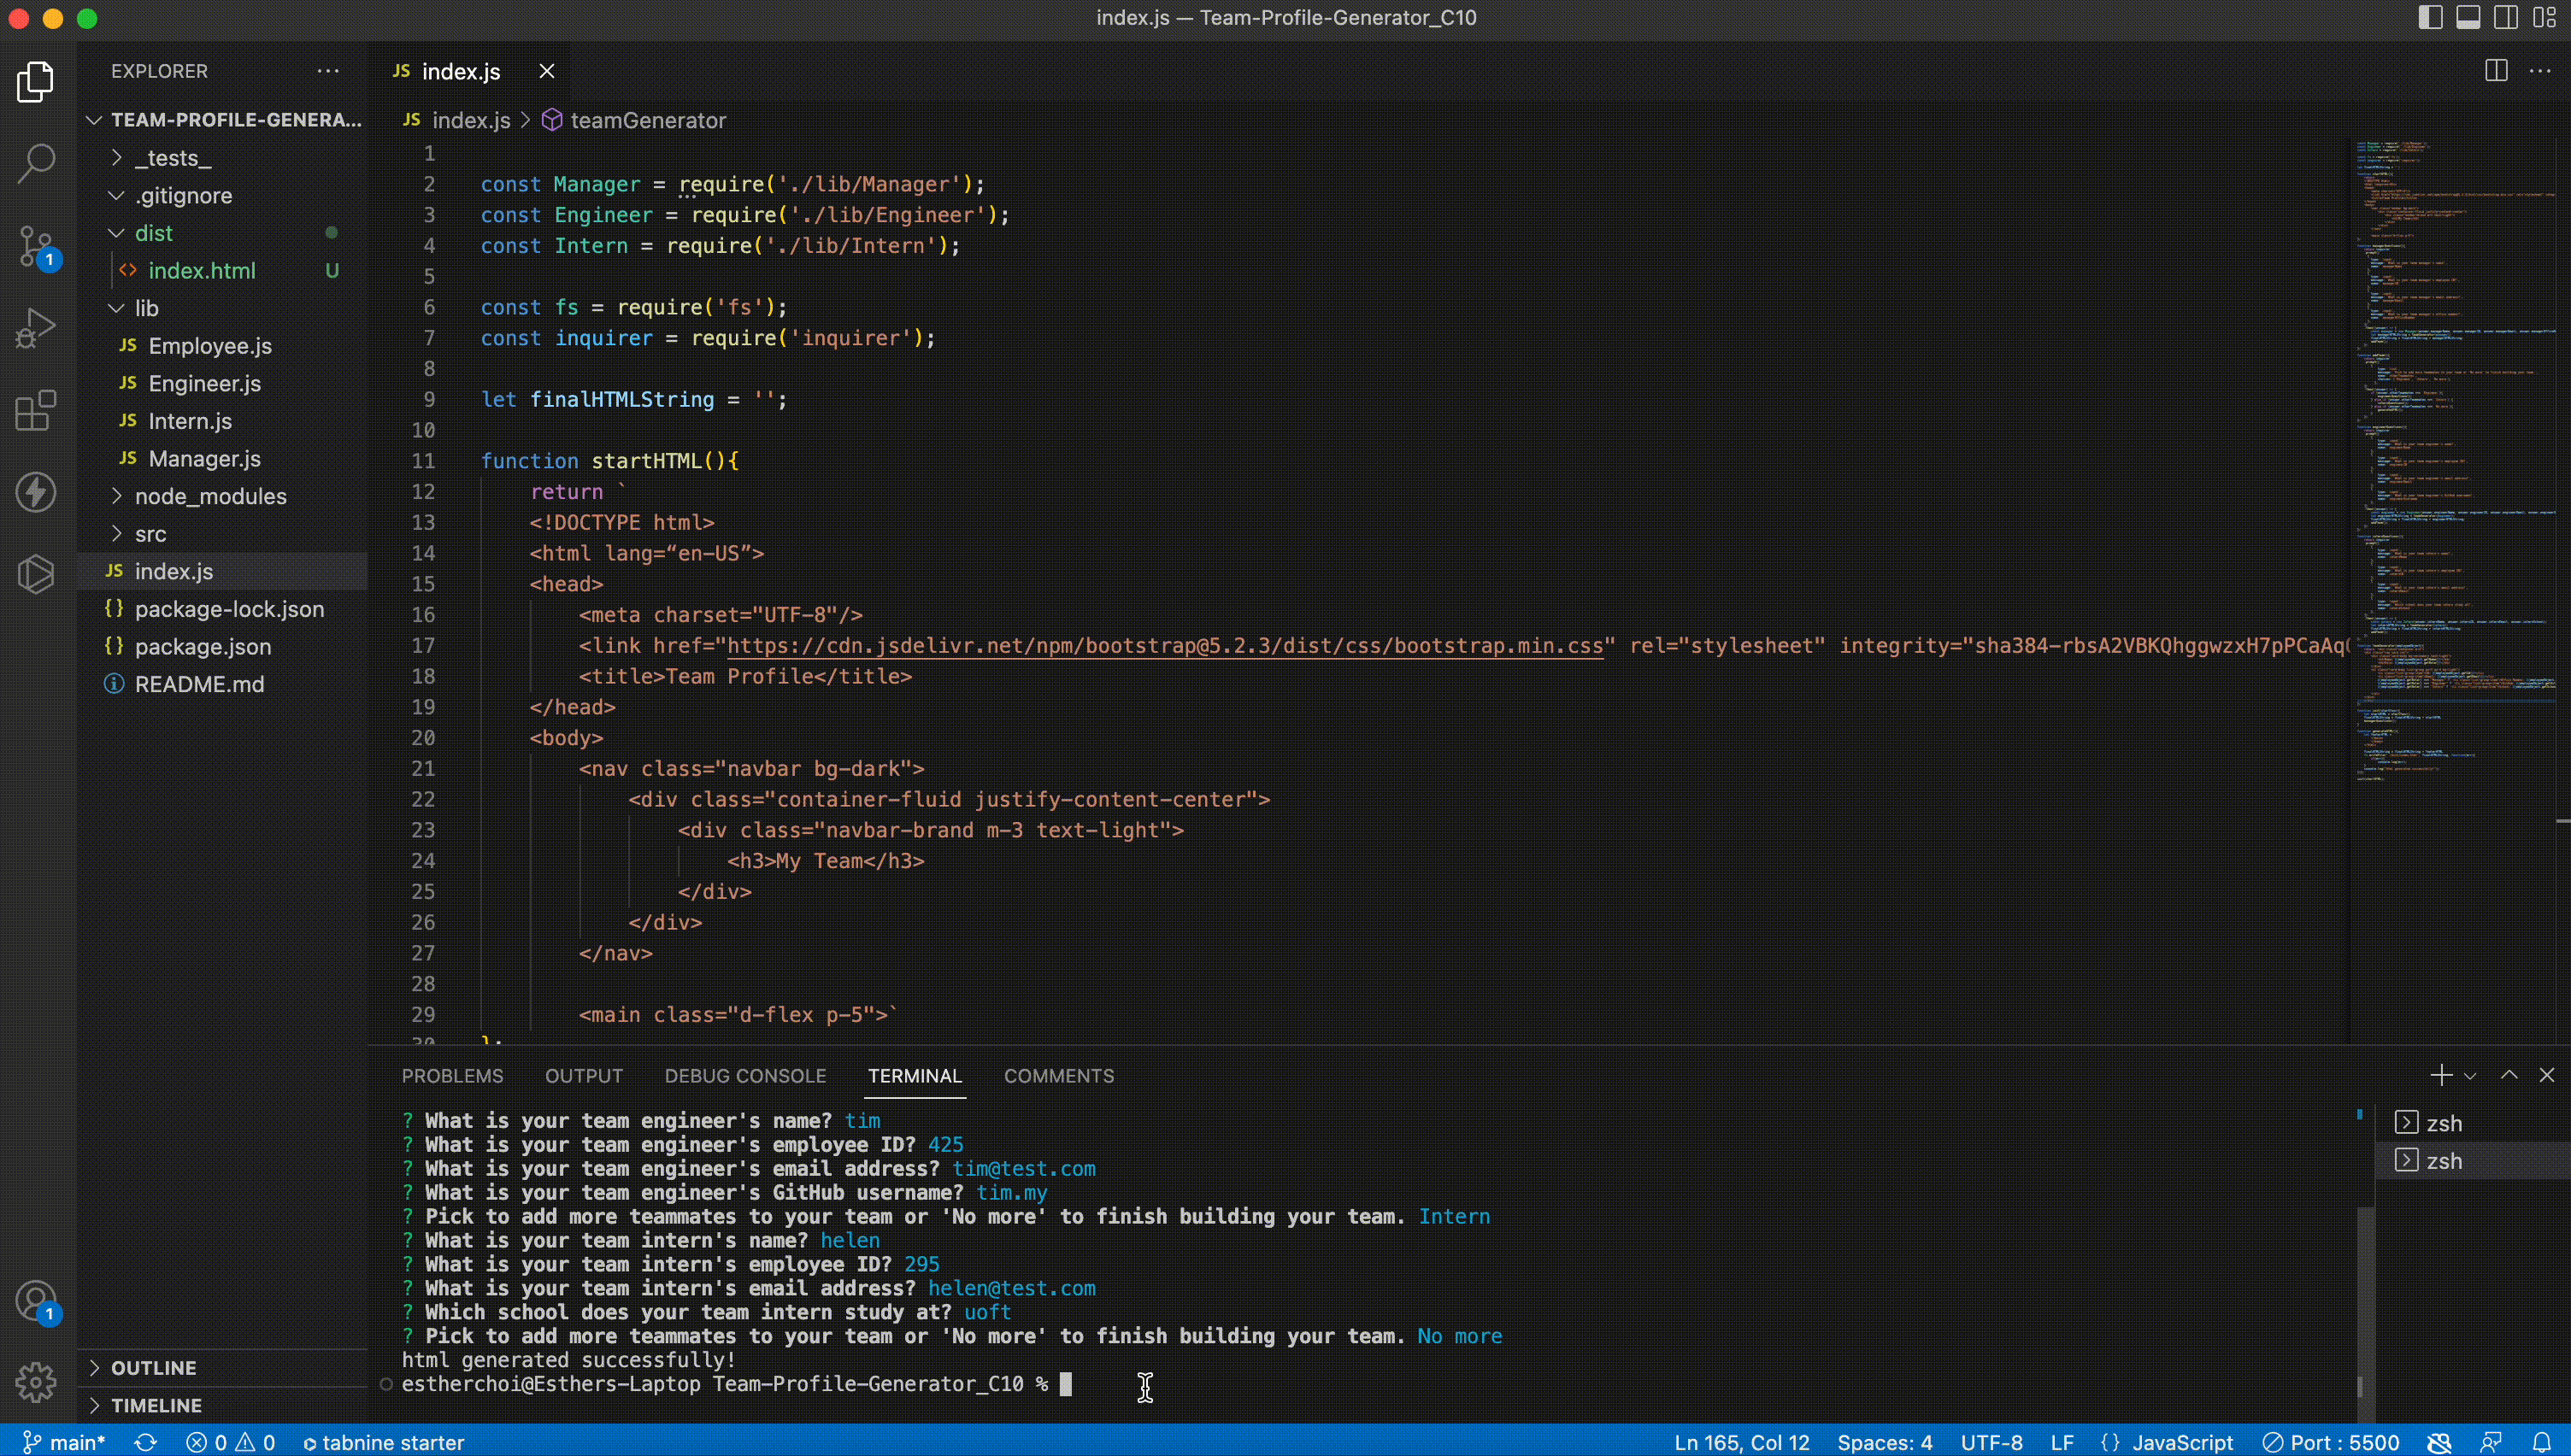 index.js — Team-Profile-Generator_C10
EXPLORER
TEAM-PROFILE-GENERA...
_tests_
.gitignore
dist
index.html U
lib
JS Employee.js
JS Engineer.js
JS Intern.js
JS Manager.js
node_modules
src
JS index.js
{} package-lock.json
{} package.json
README.md
OUTLINE
TIMELINE
1
1
JS index.js
JS index.js > teamGenerator
1
2 const Manager = require('./lib/Manager');
3 const Engineer = require('./lib/Engineer');
4 const Intern = require('./lib/Intern');
5
6 const fs = require('fs');
7 const inquirer = require('inquirer');
8
9 let finalHTMLString = '';
10
11 function startHTML(){
12 return `
13 <!DOCTYPE html>
14 <html lang=“en-US”>
15 <head>
16 <meta charset="UTF-8"/>
17 <link href="https://cdn.jsdelivr.net/npm/bootstrap@5.2.3/dist/css/bootstrap.min.css" rel="stylesheet" integrity="sha384-rbsA2VBKQhggwzxH7pPCaAq
18 <title>Team Profile</title>
19 </head>
20 <body>
21 <nav class="navbar bg-dark">
22 <div class="container-fluid justify-content-center">
23 <div class="navbar-brand m-3 text-light">
24 <h3>My Team</h3>
25 </div>
26 </div>
27 </nav>
28
29 <main class="d-flex p-5">`
30 };
PROBLEMS OUTPUT DEBUG CONSOLE TERMINAL COMMENTS
? What is your team engineer's name? tim
? What is your team engineer's employee ID? 425
? What is your team engineer's email address? tim@test.com
? What is your team engineer's GitHub username? tim.my
? Pick to add more teammates to your team or 'No more' to finish building your team. Intern
? What is your team intern's name? helen
? What is your team intern's employee ID? 295
? What is your team intern's email address? helen@test.com
? Which school does your team intern study at? uoft
? Pick to add more teammates to your team or 'No more' to finish building your team. No more
html generated successfully!
estherchoi@Esthers-Laptop Team-Profile-Generator_C10 %
zsh
zsh
main* 0 0 tabnine starter Ln 165, Col 12 Spaces: 4 UTF-8 LF {} JavaScript Port : 5500